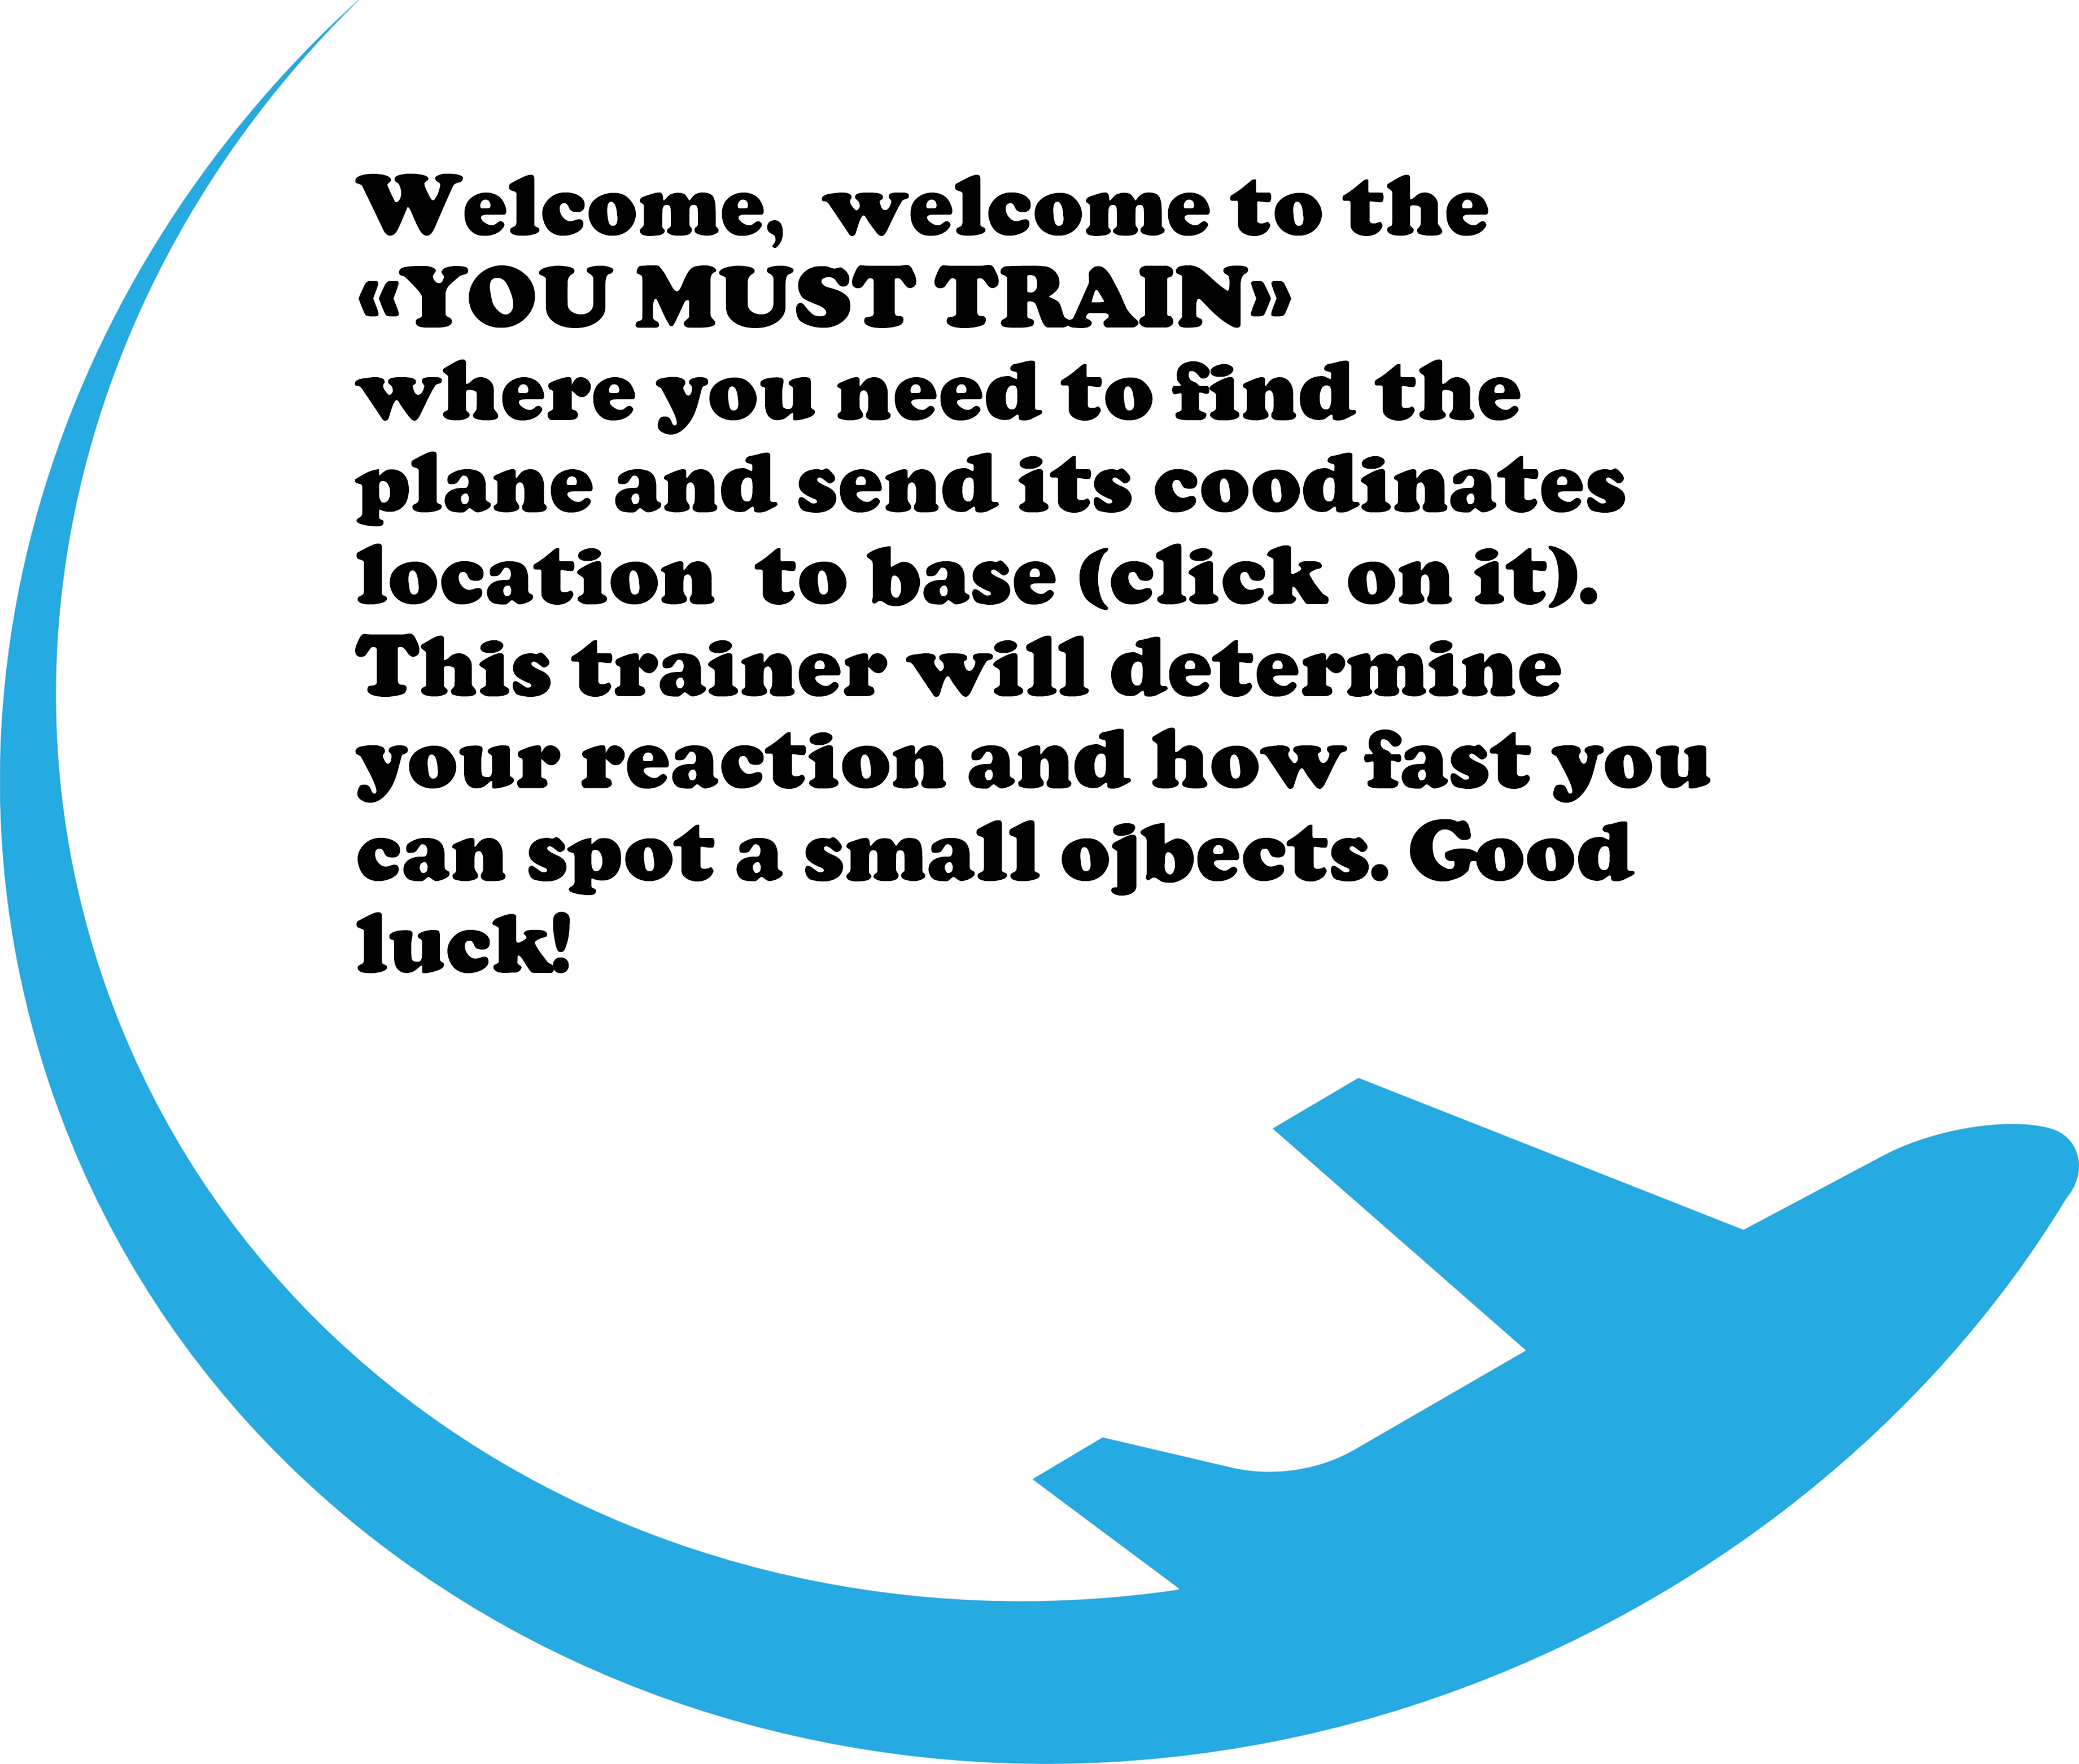 Welcome, welcome to the
«YOU MUST TRAIN»
where you need to find the
plane and send its coodinates
location to base (click on it).
This trainer will determine
your reaction and how fast you
can spot a small ojbects. Good
luck!